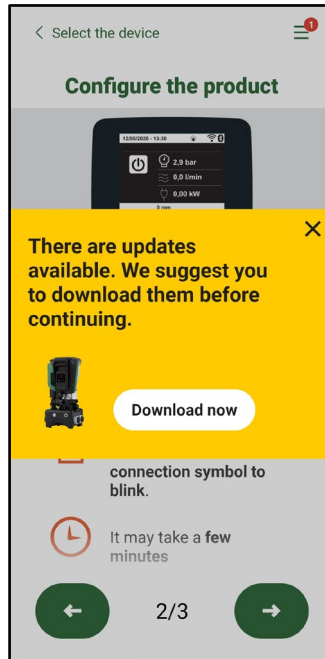 Select the device
1
Configure the product
12/05/2020 - 13:36
2,9 bar
0,0 l/min
0,00 kW
There are updates
available. We suggest you
to download them before
continuing.
Download now
connection symbol to
blink.
It may take a few
minutes
2/3